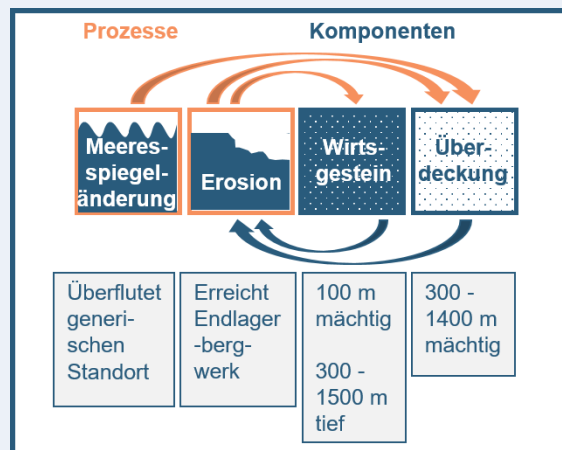 Prozesse
Komponenten
Meeres-
spiegel-
änderung
Erosion
Wirts-
gestein
Über-
deckung
Überflutet
generi-
schen
Standort
Erreicht
Endlager
-berg-
werk
100 m
mächtig
300 -
1500 m
tief
300 -
1400 m
mächtig